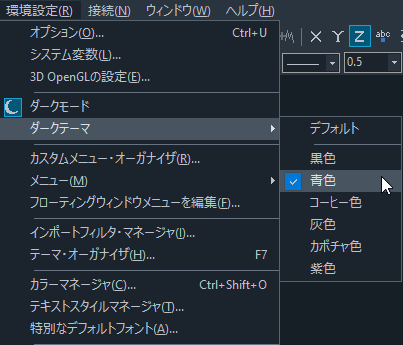 環境設定(R) 接続(N) ウィンドウ(W) ヘルプ(H)
オプション(O)... Ctrl+U
システム変数(L)...
3D OpenGLの設定(E)...
X Y Z abc
0.5
ダークモード
ダークテーマ
デフォルト
カスタムメニュー・オーガナイザ(R)...
黒色
メニュー(M)
青色
フローティングウィンドウメニューを編集(F)...
コーヒー色
インポートフィルタ・マネージャ(I)...
灰色
テーマ・オーガナイザ(H)... F7
カボチャ色
紫色
カラーマネージャ(C)... Ctrl+Shift+O
テキストスタイルマネージャ(T)...
特別なデフォルトフォント(A)...